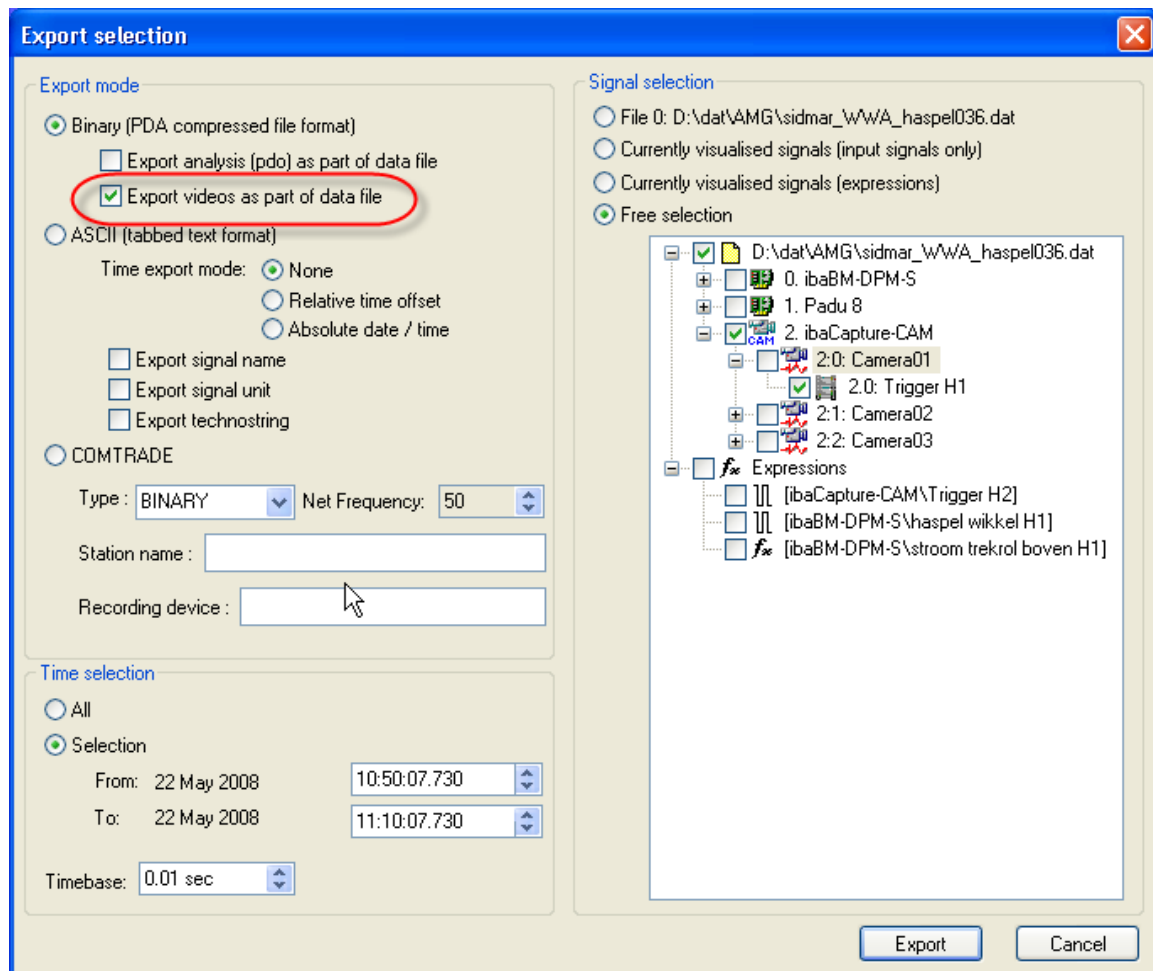 Export selection
Export mode
Binary (PDA compressed file format)
Export analysis (pdo) as part of data file
Export videos as part of data file
ASCII (tabbed text format)
Time export mode: None
Relative time offset
Absolute date / time
Export signal name
Export signal unit
Export technostring
COMTRADE
Type : BINARY Net Frequency: 50
Station name :
Recording device :
Time selection
All
Selection
From: 22 May 2008 10:50:07.730
To: 22 May 2008 11:10:07.730
Timebase: 0.01 sec
Signal selection
File 0: D:\dat\AMG\sidmar_WWA_haspel036.dat
Currently visualised signals (input signals only)
Currently visualised signals (expressions)
Free selection
D:\dat\AMG\sidmar_WWA_haspel036.dat
0. ibaBM-DPM-S
1. Padu 8
CAM 2. ibaCapture-CAM
2:0: Camera01
2.0: Trigger H1
2:1: Camera02
2:2: Camera03
fx Expressions
[ibaCapture-CAM\Trigger H2]
[ibaBM-DPM-S\haspel wikkel H1]
fx [ibaBM-DPM-S\stroom trekrol boven H1]
Export Cancel